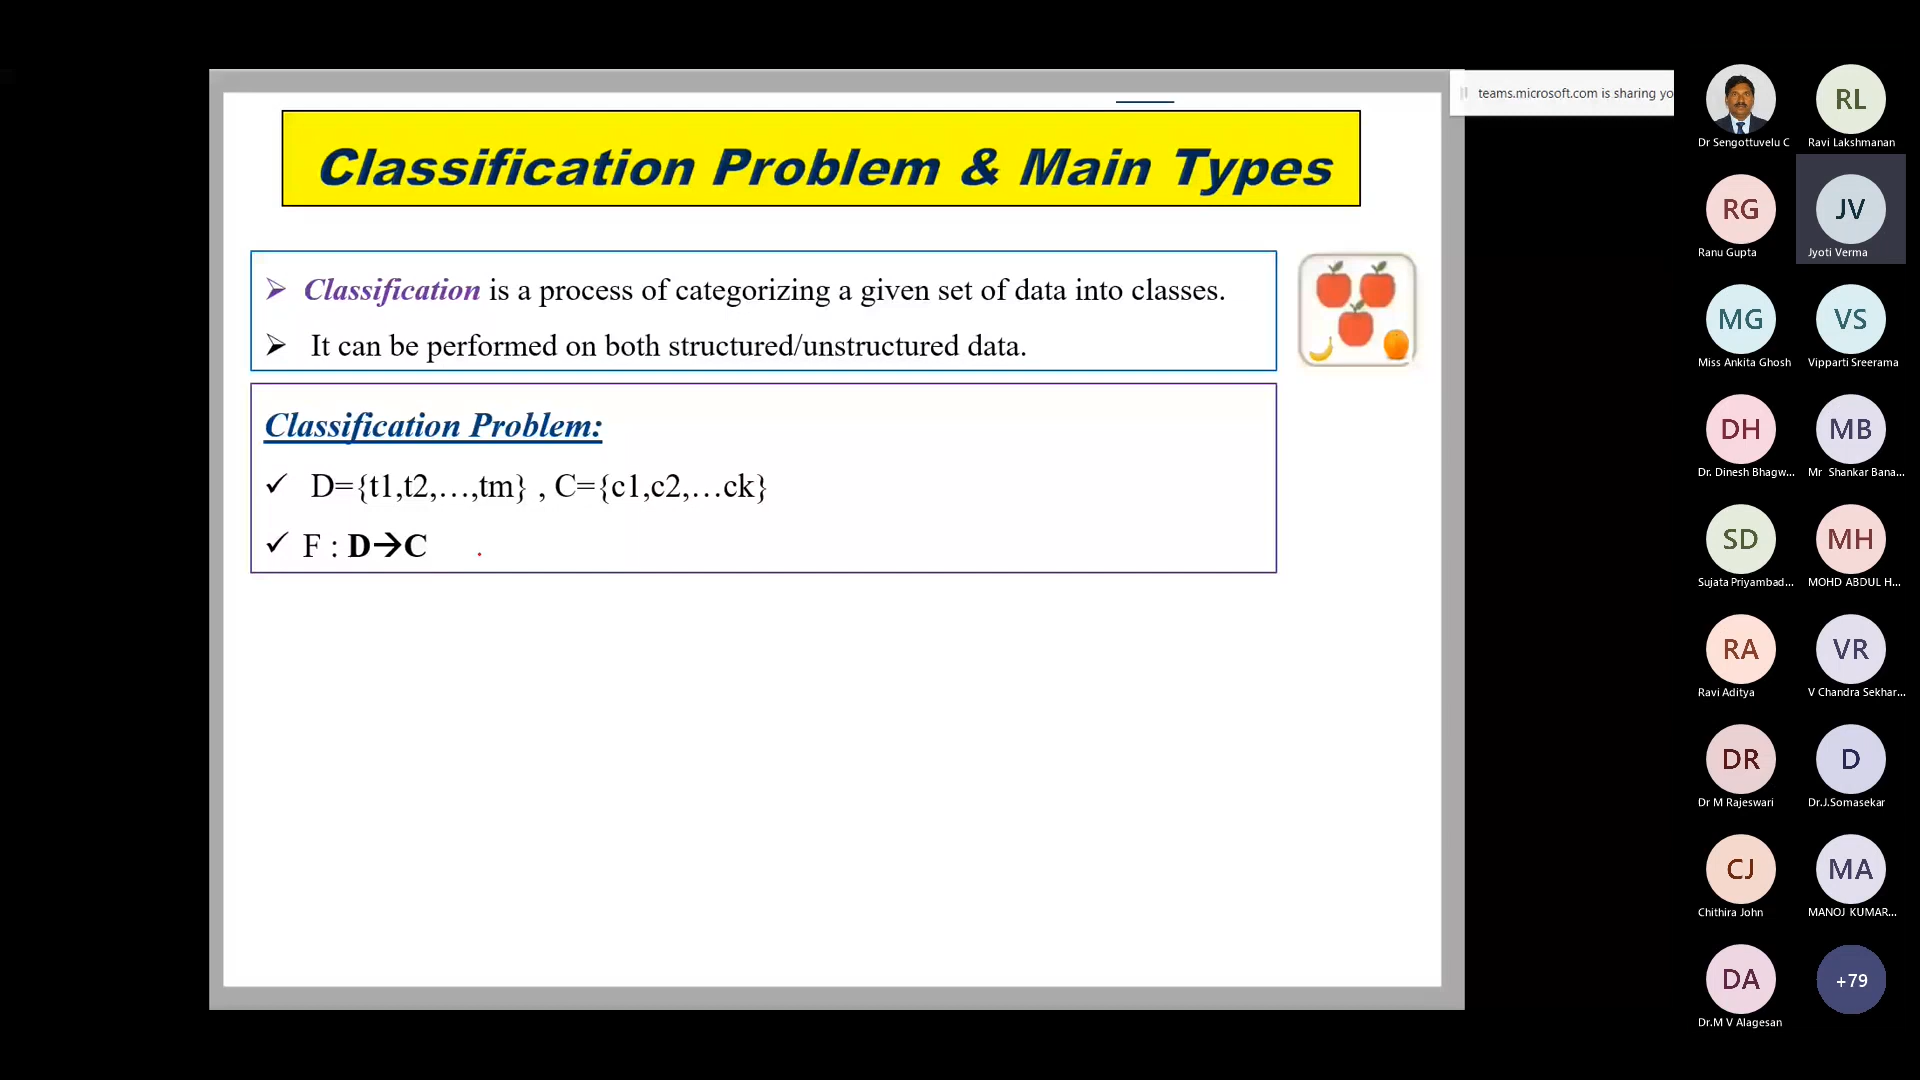 teams.microsoft.com is sharing yo
Classification Problem & Main Types
➢ Classification is a process of categorizing a given set of data into classes.
➢ It can be performed on both structured/unstructured data.
Classification Problem:
✓ D={t1,t2,…,tm} , C={c1,c2,…ck}
✓ F : D→C
Dr Sengottuvelu C
RL
Ravi Lakshmanan
RG
Ranu Gupta
JV
Jyoti Verma
MG
Miss Ankita Ghosh
VS
Vipparti Sreerama
DH
Dr. Dinesh Bhagw...
MB
Mr Shankar Bana...
SD
Sujata Priyambad...
MH
MOHD ABDUL H...
RA
Ravi Aditya
VR
V Chandra Sekhar...
DR
Dr M Rajeswari
D
Dr.J.Somasekar
CJ
Chithira John
MA
MANOJ KUMAR...
DA
Dr.M V Alagesan
+79